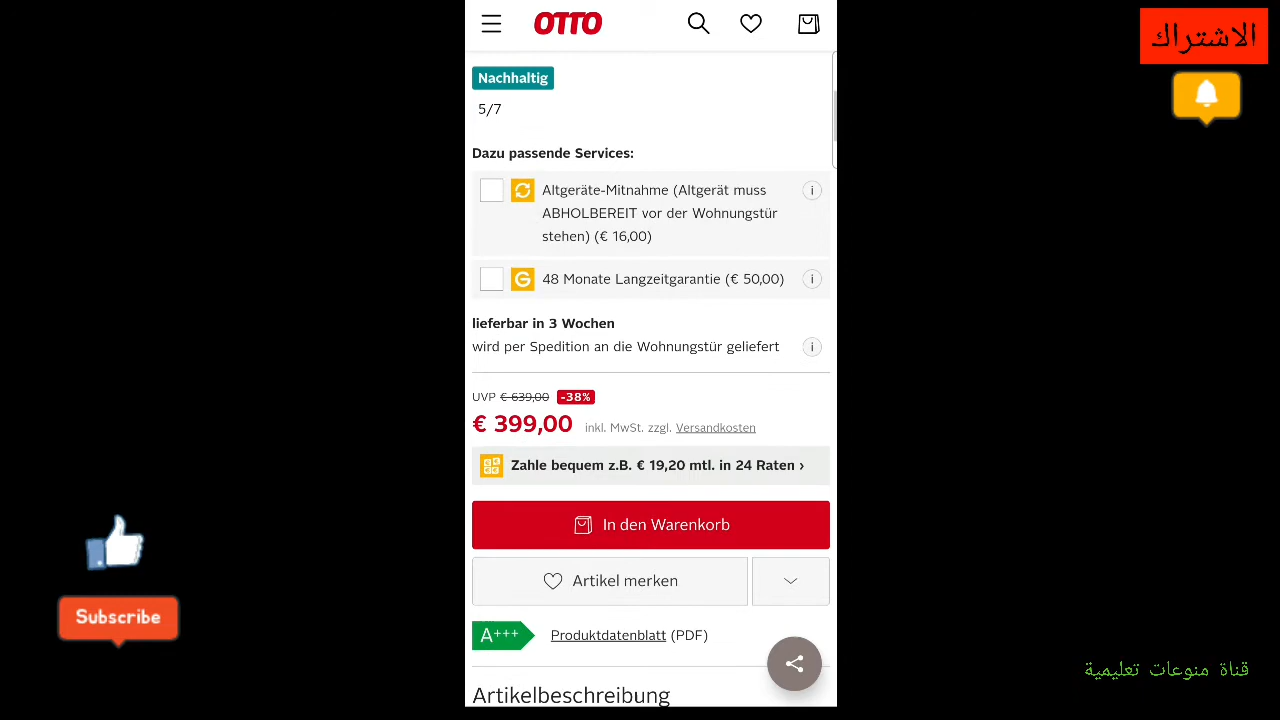 OTTO
الاشتراك
Nachhaltig
5/7
Dazu passende Services:
Altgeräte-Mitnahme (Altgerät muss
ABHOLBEREIT vor der Wohnungstür
stehen) (€ 16,00)
i
G 48 Monate Langzeitgarantie (€ 50,00)
i
lieferbar in 3 Wochen
wird per Spedition an die Wohnungstür geliefert
i
UVP € 639,00 -38%
€ 399,00 inkl. MwSt. zzgl. Versandkosten
Zahle bequem z.B. € 19,20 mtl. in 24 Raten ›
In den Warenkorb
Artikel merken
A+++ Produktdatenblatt (PDF)
Artikelbeschreibung
Subscribe
قناة منوعات تعليمية